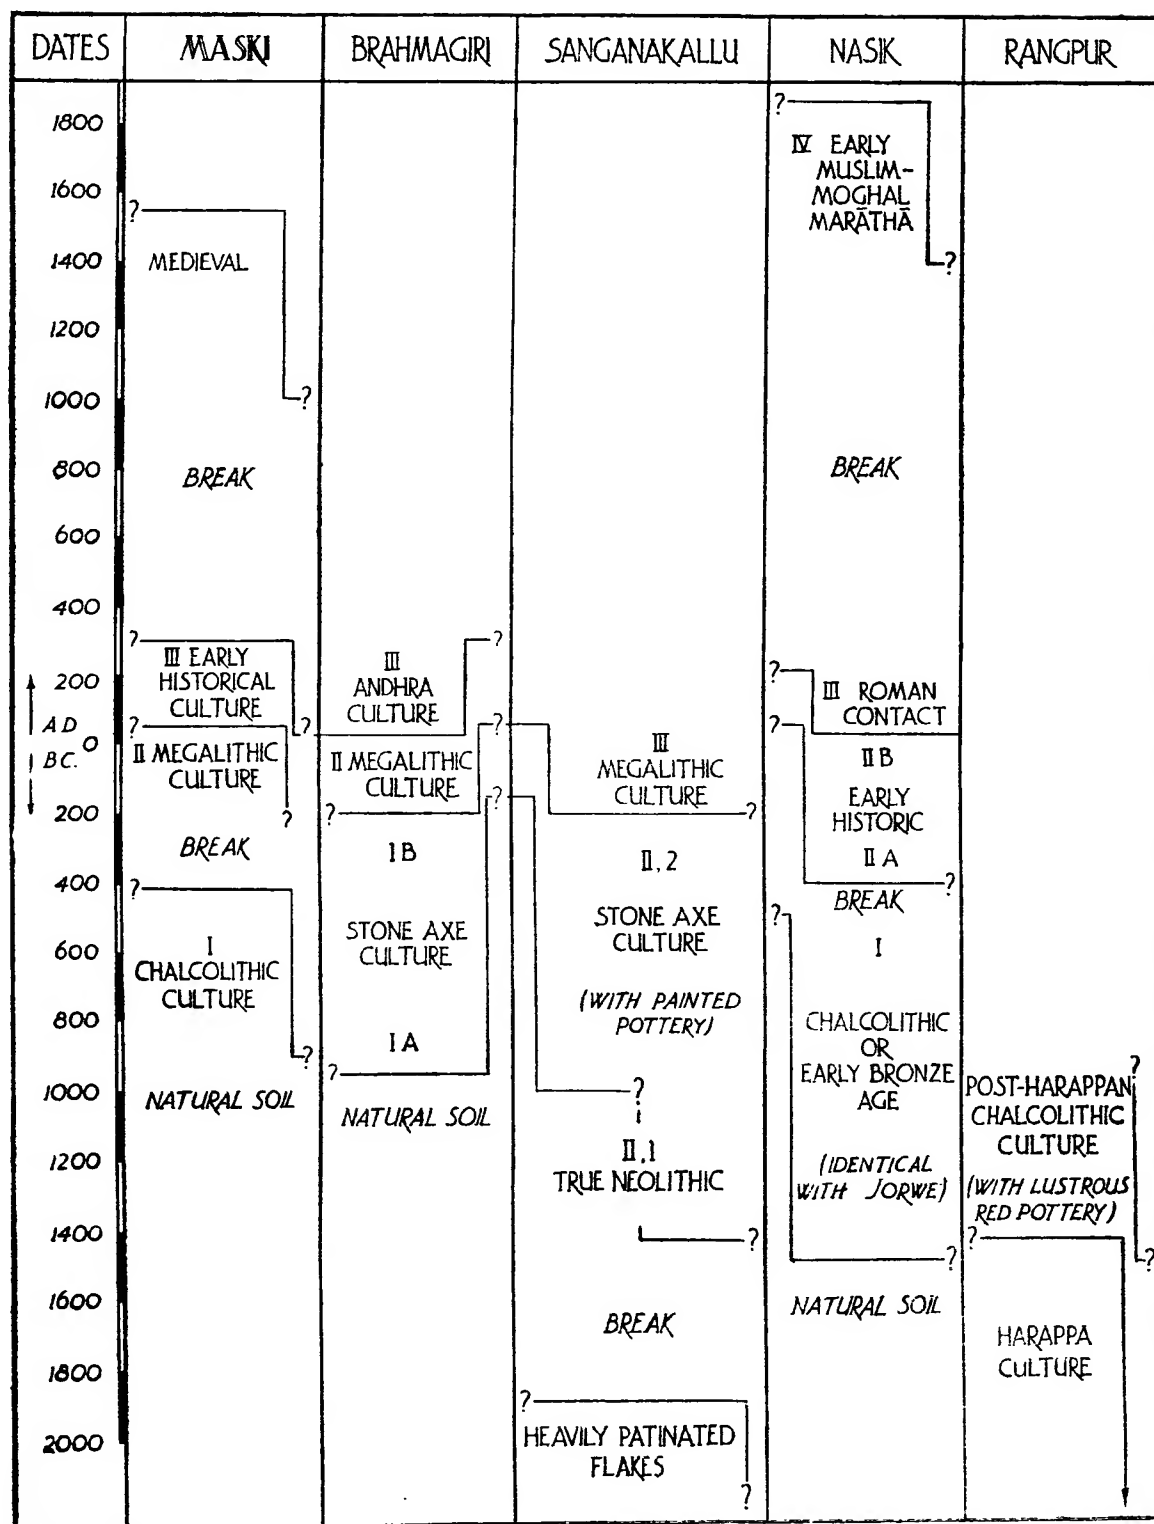 DATES MASKI BRAHMAGIRI SANGANAKALLU NASIK RANGPUR
1800
1600
1400
1200
1000
800
600
400
200
AD
0
BC.
200
400
600
800
1000
1200
1400
1600
1800
2000
?
MEDIEVAL
?
BREAK
?
III EARLY
HISTORICAL
CULTURE
?
?
II MEGALITHIC
CULTURE
?
BREAK
?
I
CHALCOLITHIC
CULTURE
?
NATURAL SOIL
?
III
ANDHRA
CULTURE
?
II MEGALITHIC
CULTURE
?
?
I B
STONE AXE
CULTURE
I A
?
NATURAL SOIL
III
MEGALITHIC
CULTURE
?
II, 2
STONE AXE
CULTURE
(WITH PAINTED
POTTERY)
?
II, 1
TRUE NEOLITHIC
?
BREAK
?
HEAVILY PATINATED
FLAKES
?
?
IV EARLY
MUSLIM-
MOGHAL
MARĀTHĀ
?
BREAK
?
III ROMAN
CONTACT
?
II B
EARLY
HISTORIC
II A
?
BREAK
?
I
CHALCOLITHIC
OR
EARLY BRONZE
AGE
(IDENTICAL
WITH JORWE)
?
NATURAL SOIL
?
POST-HARAPPAN
CHALCOLITHIC
CULTURE
(WITH LUSTROUS
RED POTTERY)
?
?
HARAPPA
CULTURE